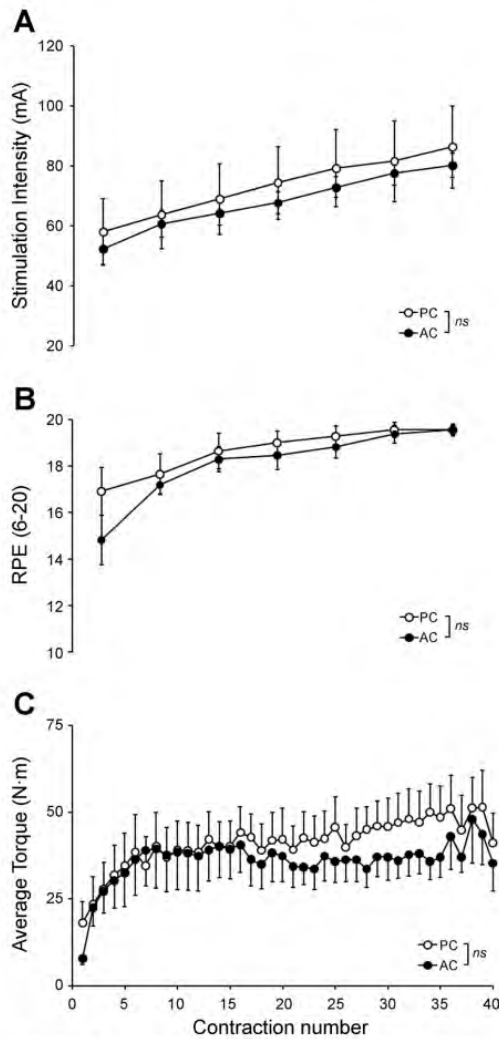 A
Stimulation Intensity (mA)
120
100
80
60
40
20
PC
AC
ns
B
RPE (6-20)
20
18
16
14
12
10
PC
AC
ns
C
Average Torque (N·m)
75
50
25
0
PC
AC
ns
0 5 10 15 20 25 30 35 40
Contraction number